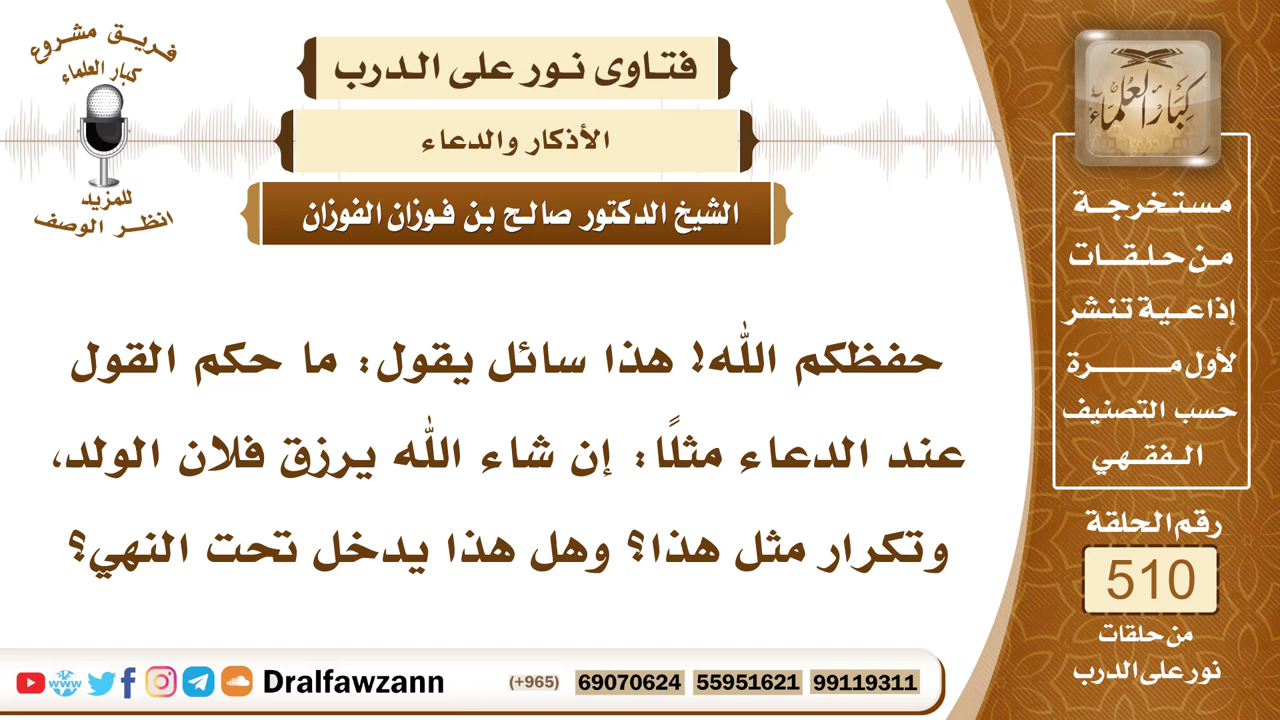 فريق مشروع
كبار العلماء
للمزيد
انظر الوصف
فتاوى نور على الدرب
الأذكار والدعاء
الشيخ الدكتور صالح بن فوزان الفوزان
حفظكم الله! هذا سائل يقول: ما حكم القول
عند الدعاء مثلًا: إن شاء الله يرزق فلان الولد،
وتكرار مثل هذا؟ وهل هذا يدخل تحت النهي؟
كبار العلماء
مستخرجة
من حلقات
إذاعية تنشر
لأول مرة
حسب التصنيف
الفقهي
رقم الحلقة
510
من حلقات
نور على الدرب
www Dralfawzann (+965) 69070624 55951621 99119311